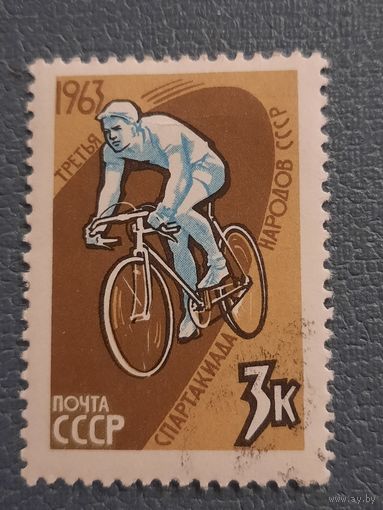 1963
ТРЕТЬЯ
СПАРТАКИАДА
НАРОДОВ СССР
ПОЧТА
СССР
3к
www.ay.by